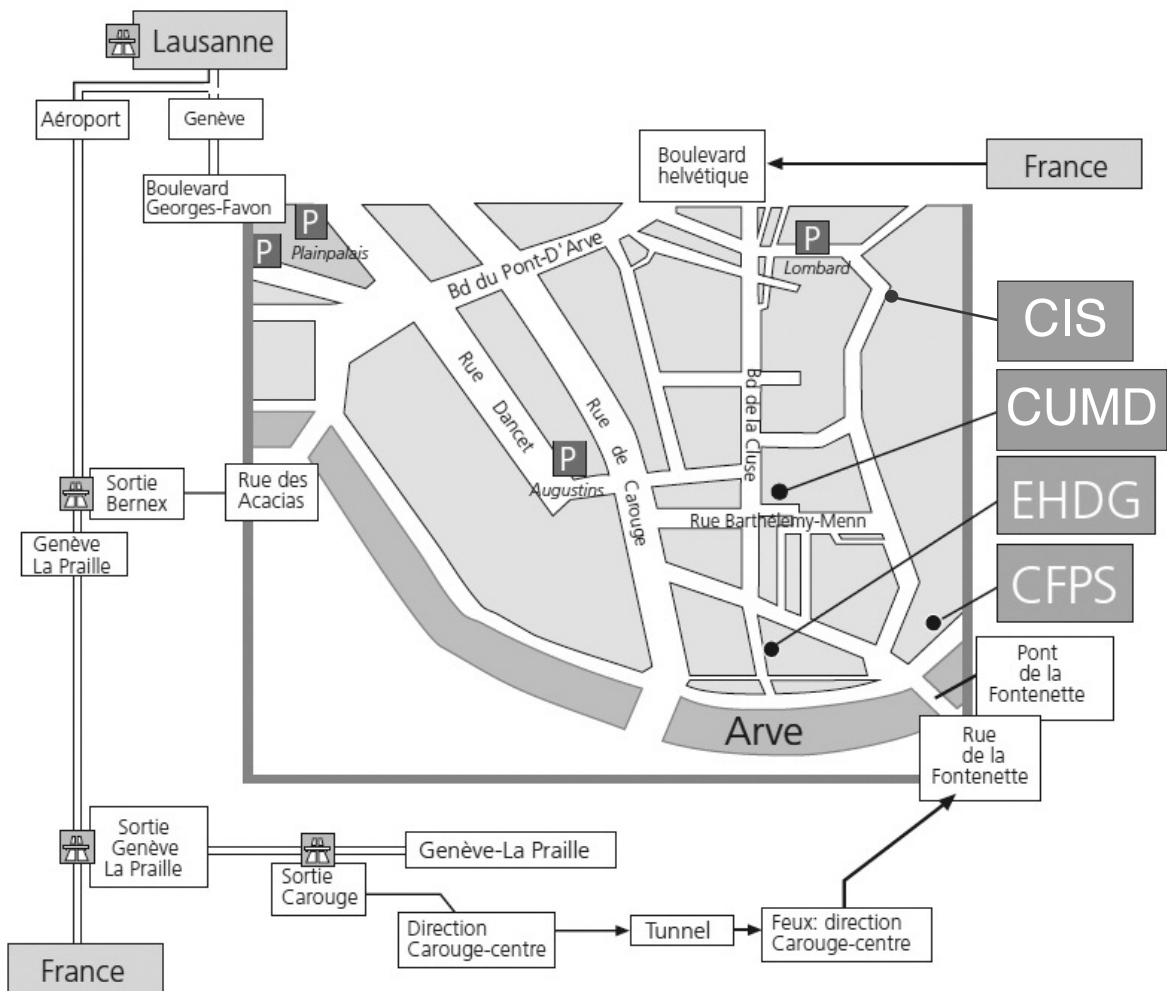 Lausanne
Aéroport
Genève
Boulevard
Georges-Favon
Boulevard
helvétique
France
P
P
Plainpalais
Bd du Pont-D'Arve
P
Lombard
CIS
CUMD
EHDG
CFPS
Rue Dancet
Rue de Carouge
Bd de la Cluse
P
Augustins
Rue Barthélemy-Menn
Sortie
Bernex
Rue des
Acacias
Genève
La Praille
Pont
de la
Fontenette
Arve
Rue
de la
Fontenette
Sortie
Genève
La Praille
Genève-La Praille
Sortie
Carouge
Direction
Carouge-centre
Tunnel
Feux: direction
Carouge-centre
France